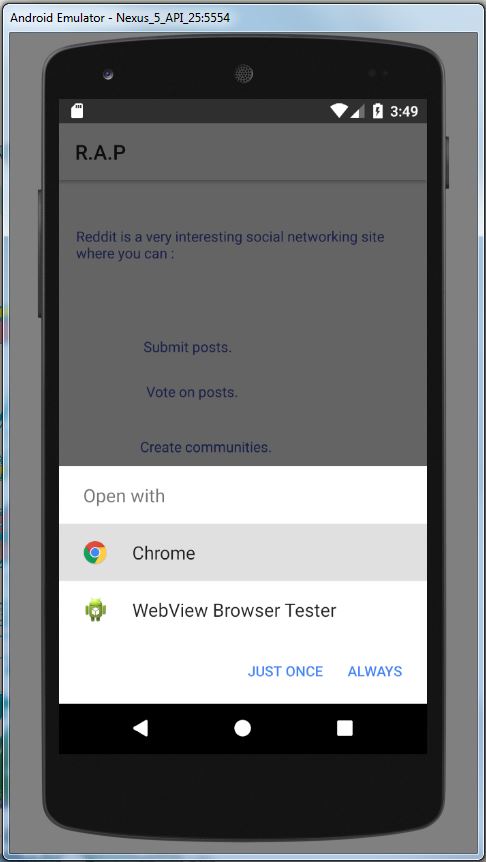 Android Emulator - Nexus_5_API_25:5554
3:49
R.A.P
Reddit is a very interesting social networking site
where you can :
Submit posts.
Vote on posts.
Create communities.
Open with
Chrome
WebView Browser Tester
JUST ONCE ALWAYS